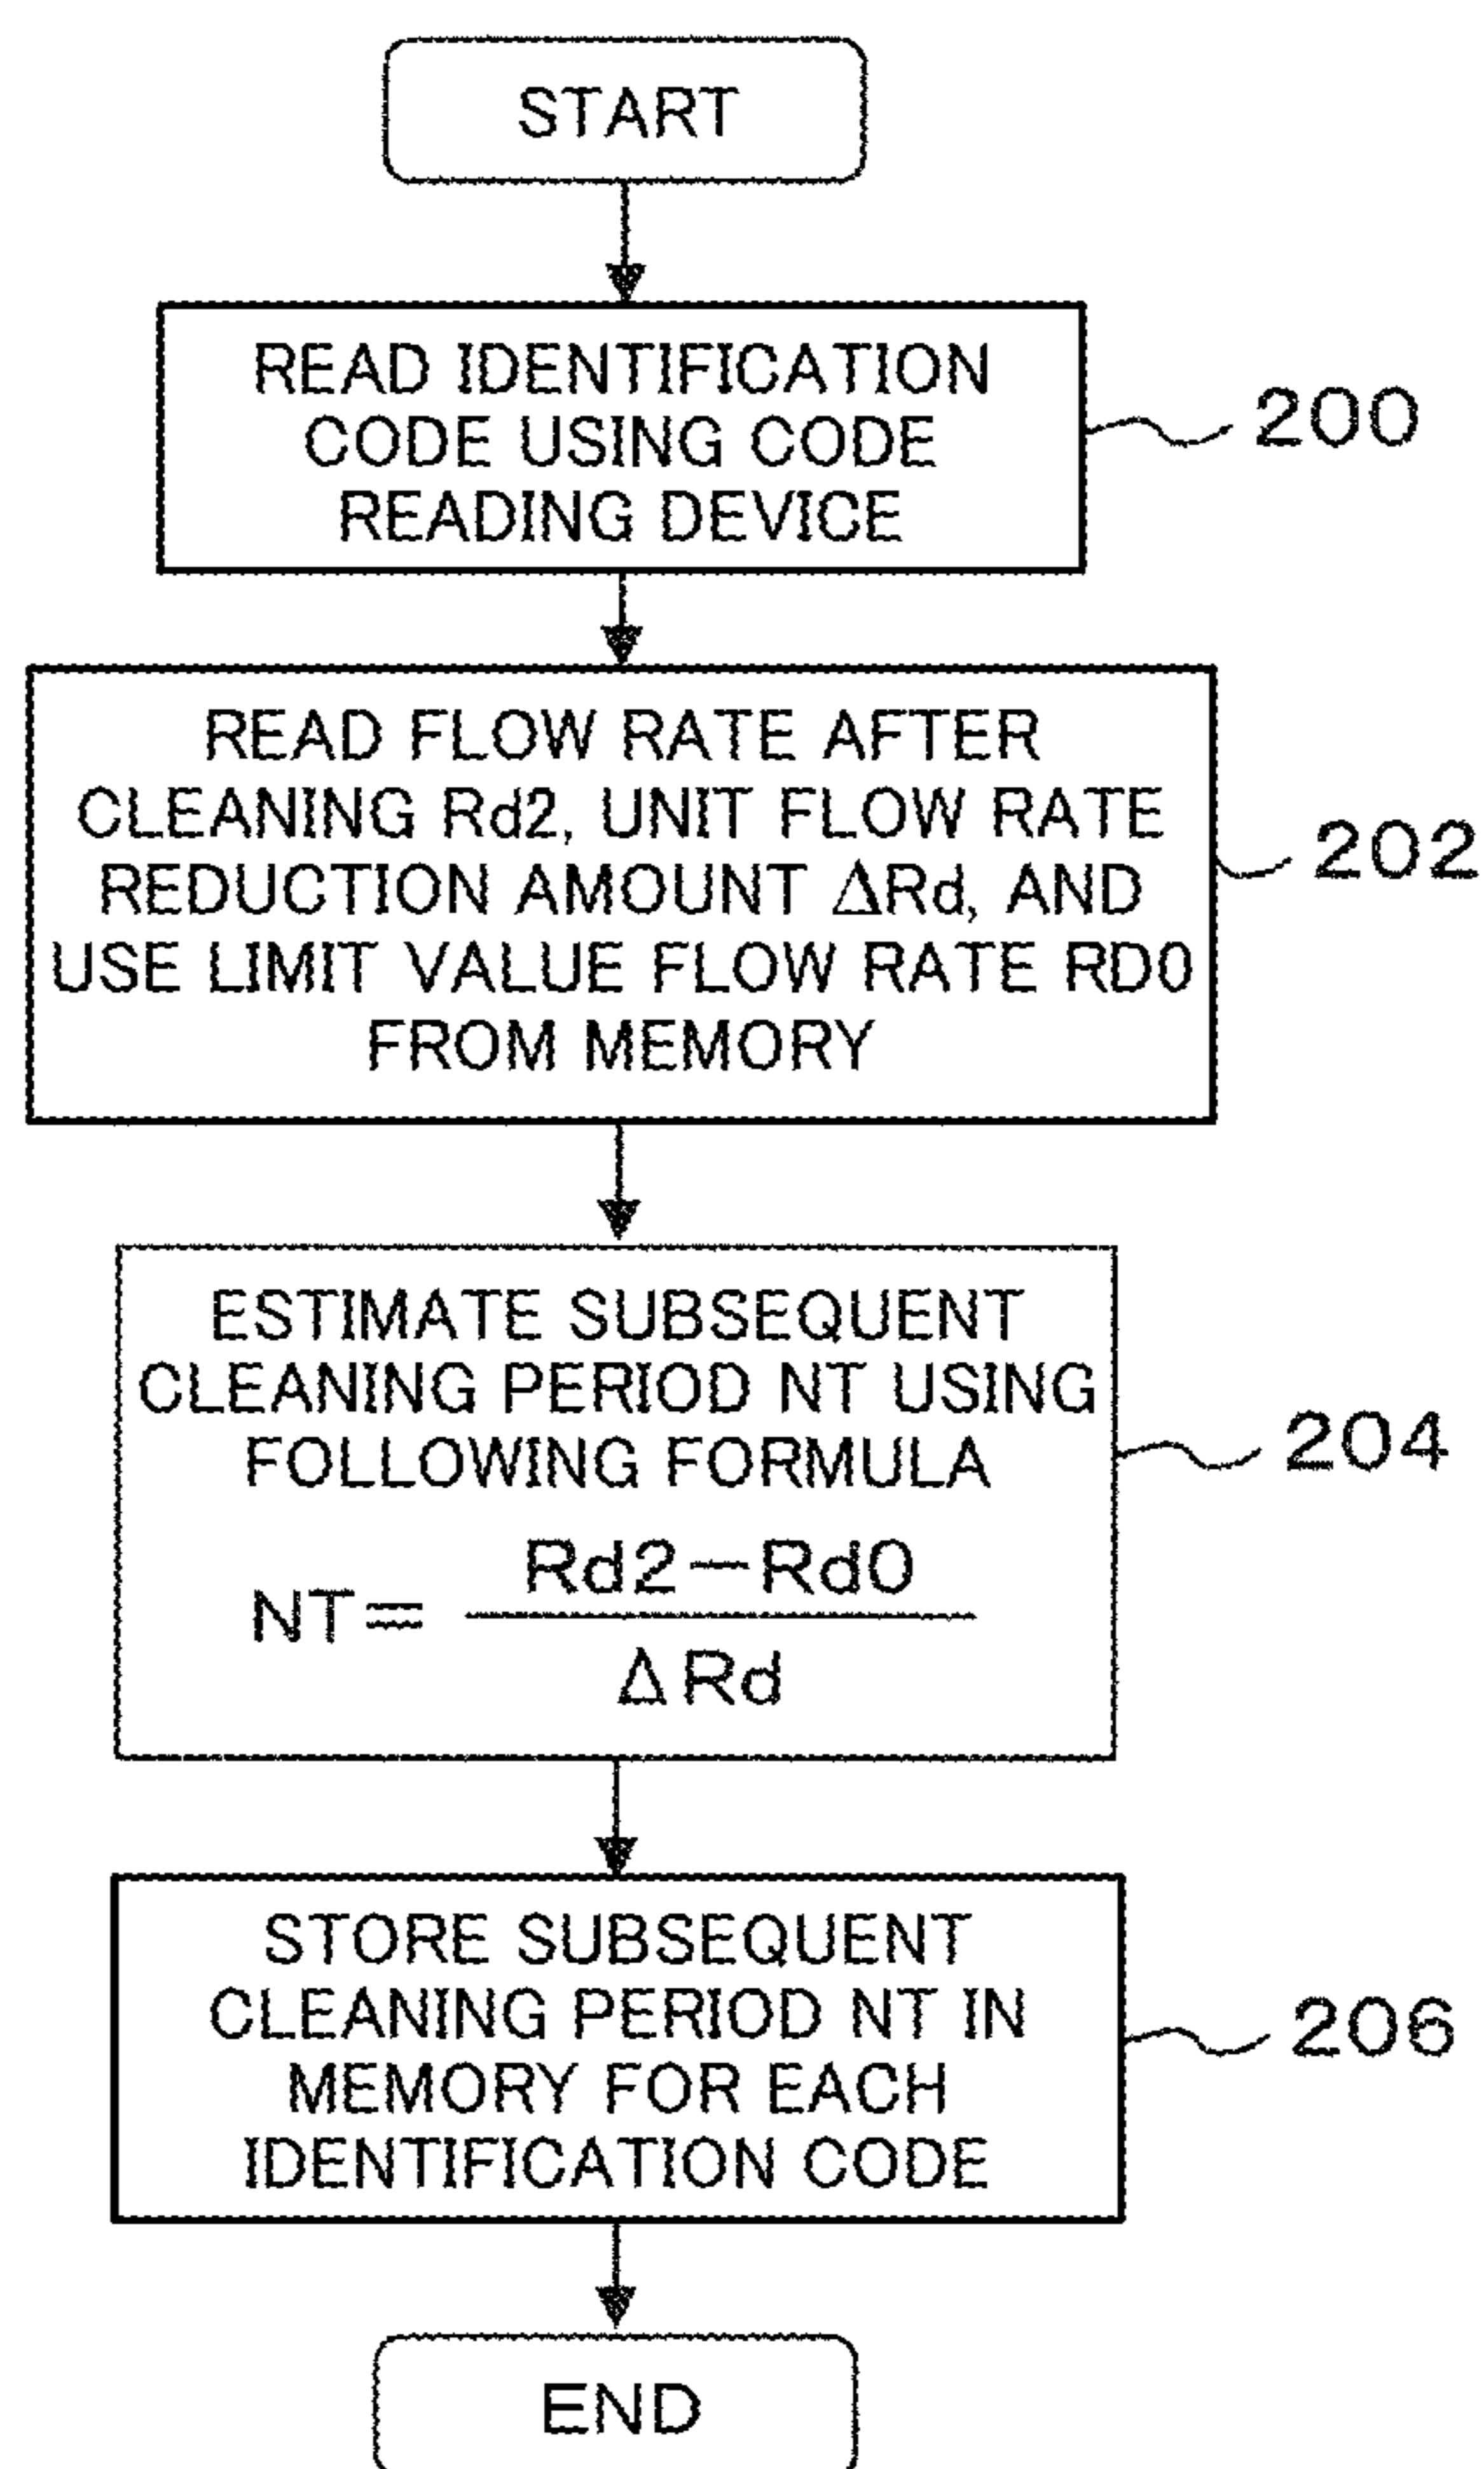 START
READ IDENTIFICATION
CODE USING CODE
READING DEVICE
200
READ FLOW RATE AFTER
CLEANING Rd2, UNIT FLOW RATE
REDUCTION AMOUNT ΔRd, AND
USE LIMIT VALUE FLOW RATE RD0
FROM MEMORY
202
ESTIMATE SUBSEQUENT
CLEANING PERIOD NT USING
FOLLOWING FORMULA
NT= Rd2-Rd0
ΔRd
204
STORE SUBSEQUENT
CLEANING PERIOD NT IN
MEMORY FOR EACH
IDENTIFICATION CODE
206
END